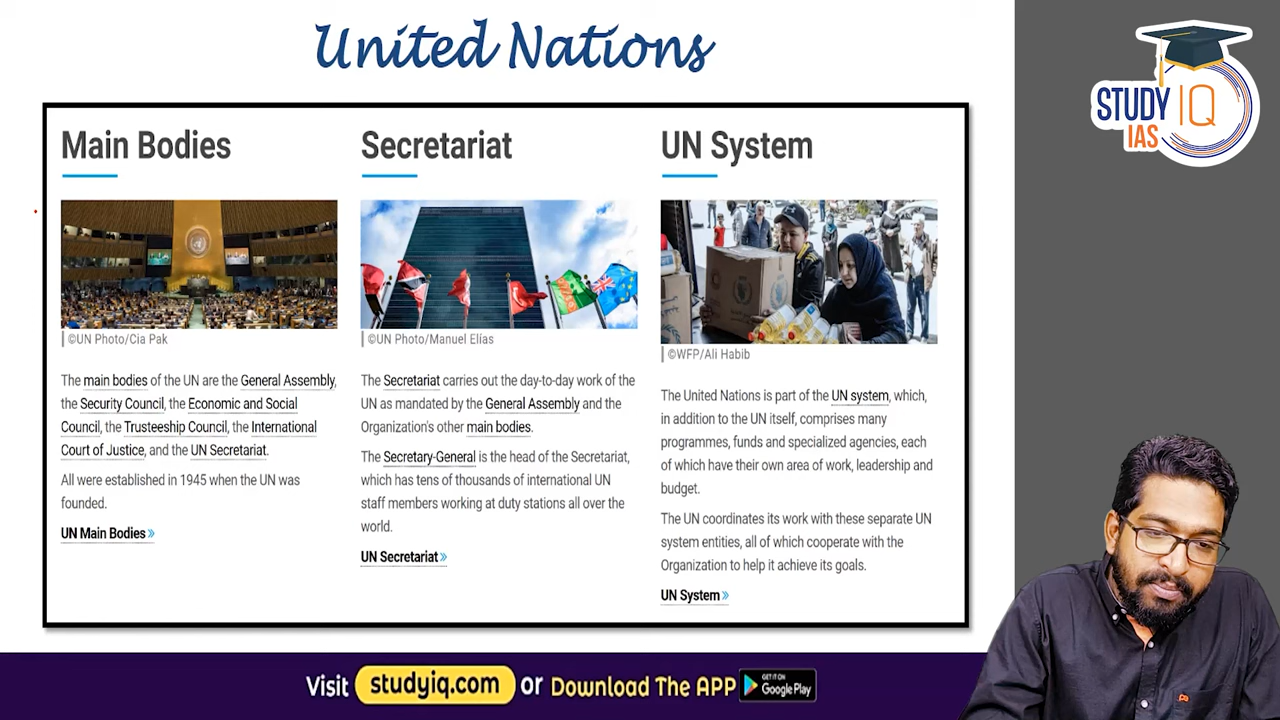 United Nations
STUDY IQ
IAS
Main Bodies
©UN Photo/Cia Pak
The main bodies of the UN are the General Assembly,
the Security Council, the Economic and Social
Council, the Trusteeship Council, the International
Court of Justice, and the UN Secretariat.
All were established in 1945 when the UN was
founded.
UN Main Bodies »
Secretariat
©UN Photo/Manuel Elías
The Secretariat carries out the day-to-day work of the
UN as mandated by the General Assembly and the
Organization's other main bodies.
The Secretary-General is the head of the Secretariat,
which has tens of thousands of international UN
staff members working at duty stations all over the
world.
UN Secretariat »
UN System
©WFP/Ali Habib
The United Nations is part of the UN system, which,
in addition to the UN itself, comprises many
programmes, funds and specialized agencies, each
of which have their own area of work, leadership and
budget.
The UN coordinates its work with these separate UN
system entities, all of which cooperate with the
Organization to help it achieve its goals.
UN System »
Visit studyiq.com or Download The APP GET IT ON
Google Play